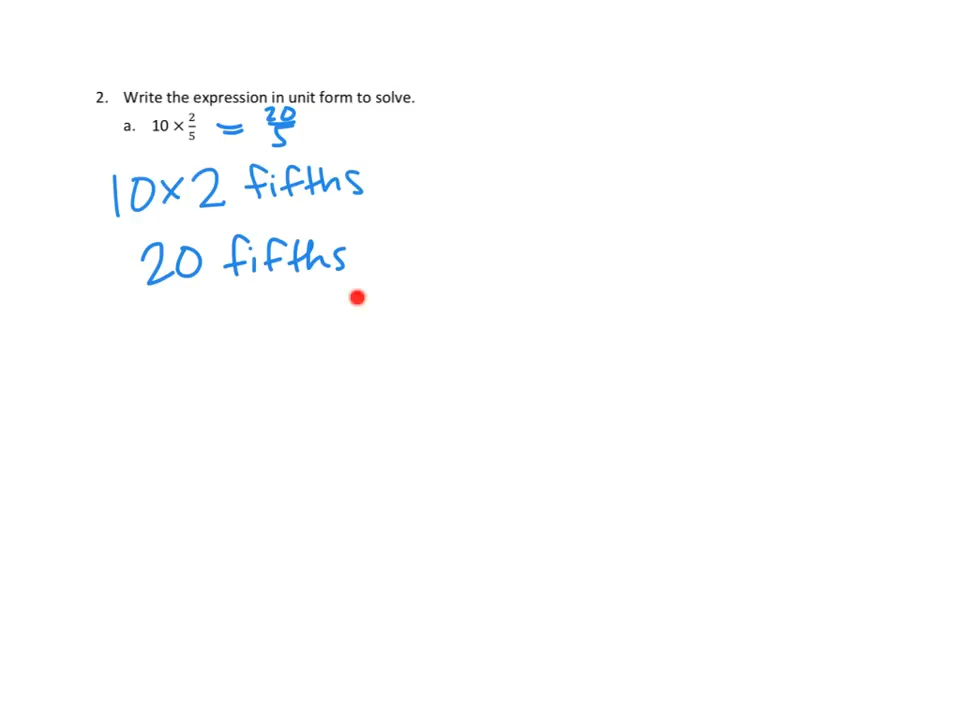 2. Write the expression in unit form to solve.
a. 10 × 2/5 = 20/5
10 × 2 fifths
20 fifths